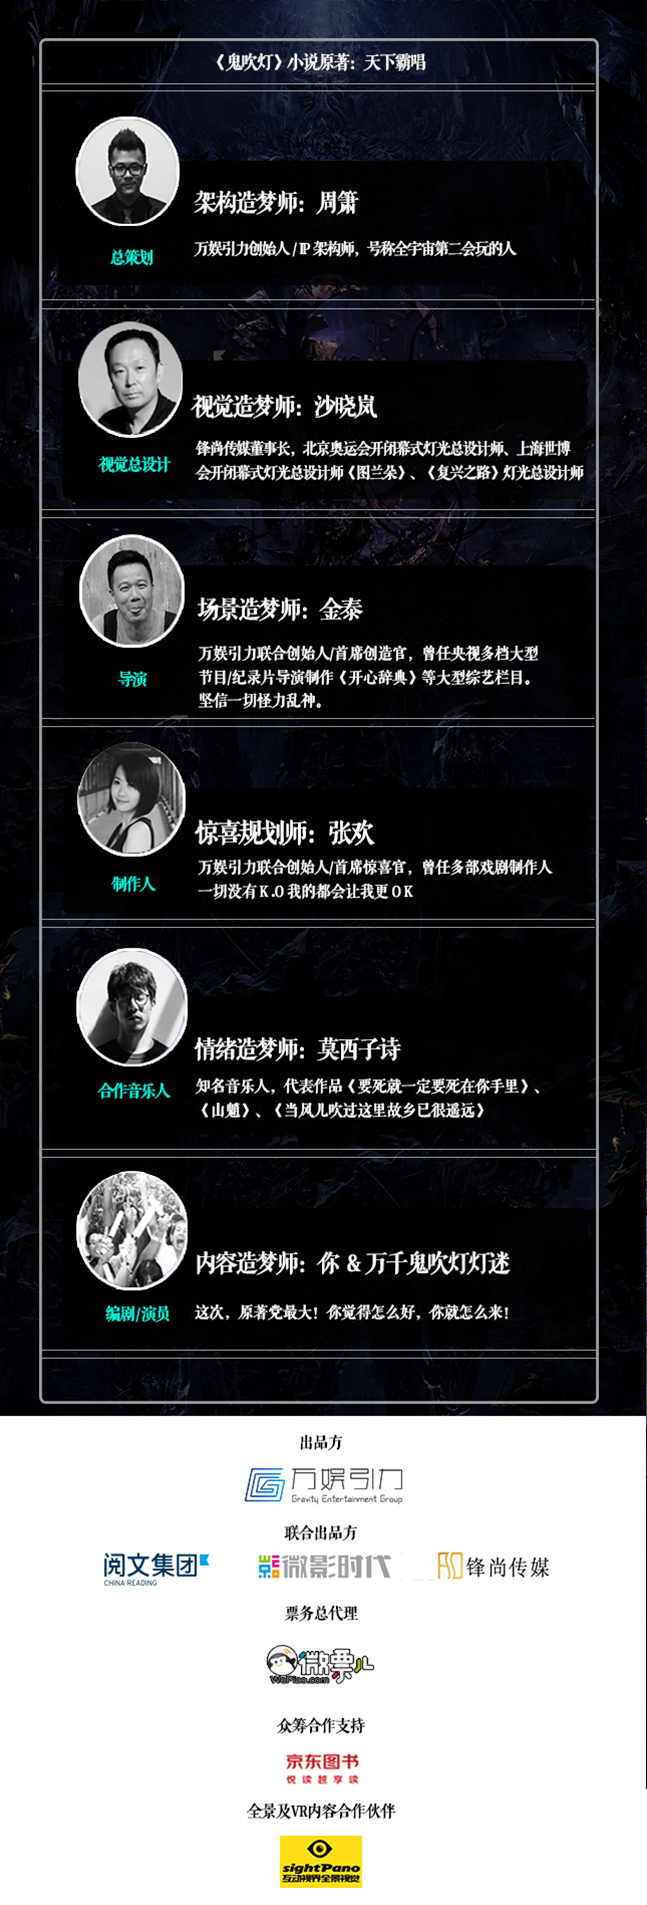 《鬼吹灯》小说原著：天下霸唱
架构造梦师：周箫
万娱引力创始人 / IP 架构师，号称全宇宙第二会玩的人
总策划
视觉造梦师：沙晓岚
锋尚传媒董事长，北京奥运会开闭幕式灯光总设计师、上海世博
会开闭幕式灯光总设计师《图兰朵》、《复兴之路》灯光总设计师
视觉总设计
场景造梦师：金泰
万娱引力联合创始人/首席创造官，曾任央视多档大型
节目/纪录片导演制作《开心辞典》等大型综艺栏目。
坚信一切怪力乱神。
导演
惊喜规划师：张欢
万娱引力联合创始人/首席惊喜官，曾任多部戏剧制作人
一切没有 K.O 我的都会让我更 O K
制作人
情绪造梦师：莫西子诗
知名音乐人，代表作品《要死就一定要死在你手里》、
《山魈》、《当风儿吹过这里故乡已很遥远》
合作音乐人
内容造梦师：你 & 万千鬼吹灯灯迷
这次，原著党最大！你觉得怎么好，你就怎么来！
编剧/演员
出品方
万娱引力
Gravity Entertainment Group
联合出品方
阅文集团
CHINA READING
微影时代
锋尚传媒
票务总代理
微票儿
WePiao.com
众筹合作支持
京东图书
悦读越享读
全景及VR内容合作伙伴
sightPano
互动视界全景视觉